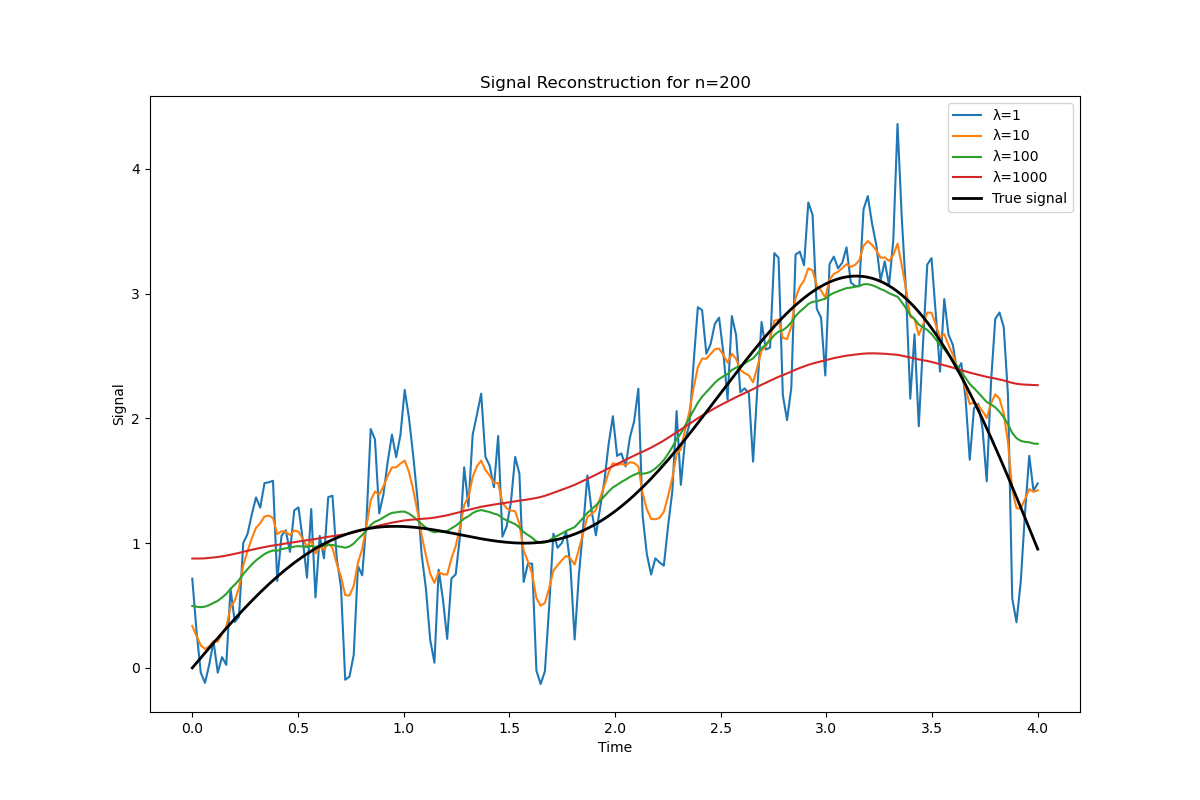 Signal Reconstruction for n=200
λ=1
λ=10
λ=100
λ=1000
True signal
Signal
4
3
2
1
0
0.0 0.5 1.0 1.5 2.0 2.5 3.0 3.5 4.0
Time